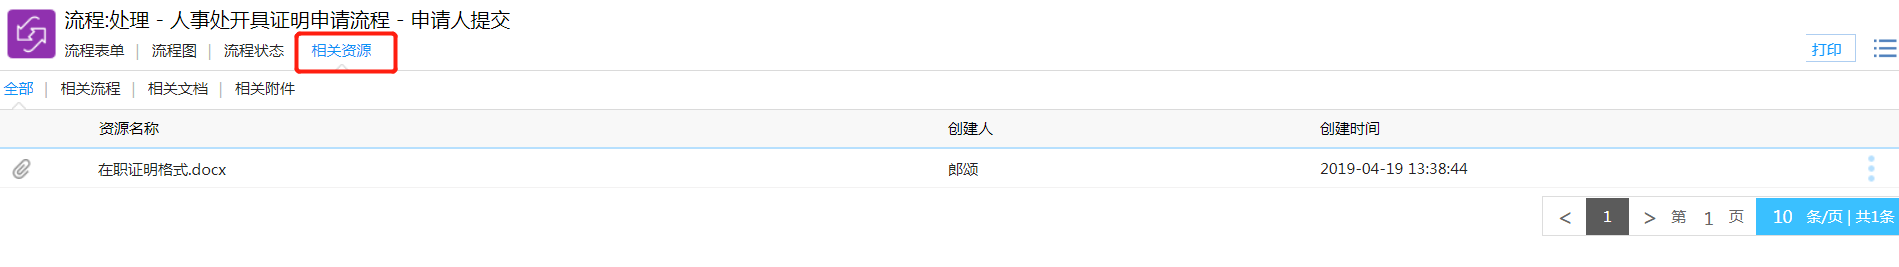 流程:处理 - 人事处开具证明申请流程 - 申请人提交
流程表单 | 流程图 | 流程状态 相关资源 打印
全部 | 相关流程 | 相关文档 | 相关附件
资源名称 创建人 创建时间
在职证明格式.docx 郎颂 2019-04-19 13:38:44
< 1 > 第 1 页 10 条/页 | 共1条